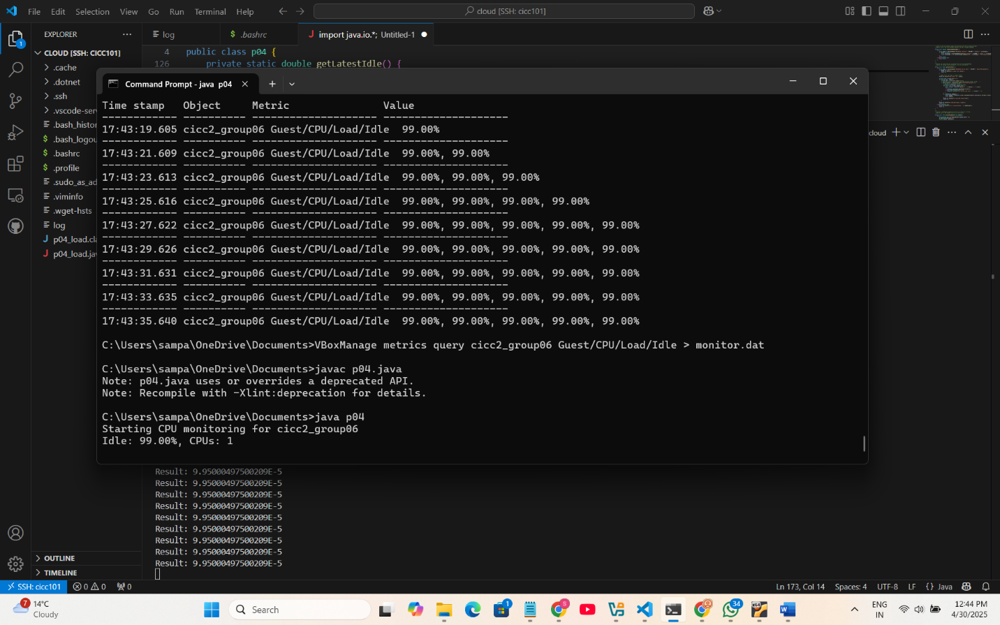 File Edit Selection View Go Run Terminal Help
cloud [SSH: cicc101]
EXPLORER
log
.bashrc
import java.io.*; Untitled-1
CLOUD [SSH: CICC101]
.cache
.dotnet
.ssh
.vscode-serv
.bash_histor
.bash_logou
.bashrc
.profile
.sudo_as_ad
.viminfo
.wget-hsts
log
p04_load.cla
p04_load.jav
OUTLINE
TIMELINE
4 public class p04 {
126 private static double getLatestIdle() {
cloud
Command Prompt - java p04
Time stamp Object Metric Value
------------ ---------- -------------------- --------------------
17:43:19.605 cicc2_group06 Guest/CPU/Load/Idle 99.00%
------------ ---------- -------------------- --------------------
17:43:21.609 cicc2_group06 Guest/CPU/Load/Idle 99.00%, 99.00%
------------ ---------- -------------------- --------------------
17:43:23.613 cicc2_group06 Guest/CPU/Load/Idle 99.00%, 99.00%, 99.00%
------------ ---------- -------------------- --------------------
17:43:25.616 cicc2_group06 Guest/CPU/Load/Idle 99.00%, 99.00%, 99.00%, 99.00%
------------ ---------- -------------------- --------------------
17:43:27.622 cicc2_group06 Guest/CPU/Load/Idle 99.00%, 99.00%, 99.00%, 99.00%, 99.00%
------------ ---------- -------------------- --------------------
17:43:29.626 cicc2_group06 Guest/CPU/Load/Idle 99.00%, 99.00%, 99.00%, 99.00%, 99.00%
------------ ---------- -------------------- --------------------
17:43:31.631 cicc2_group06 Guest/CPU/Load/Idle 99.00%, 99.00%, 99.00%, 99.00%, 99.00%
------------ ---------- -------------------- --------------------
17:43:33.635 cicc2_group06 Guest/CPU/Load/Idle 99.00%, 99.00%, 99.00%, 99.00%, 99.00%
------------ ---------- -------------------- --------------------
17:43:35.640 cicc2_group06 Guest/CPU/Load/Idle 99.00%, 99.00%, 99.00%, 99.00%, 99.00%
C:\Users\sampa\OneDrive\Documents>VBoxManage metrics query cicc2_group06 Guest/CPU/Load/Idle > monitor.dat
C:\Users\sampa\OneDrive\Documents>javac p04.java
Note: p04.java uses or overrides a deprecated API.
Note: Recompile with -Xlint:deprecation for details.
C:\Users\sampa\OneDrive\Documents>java p04
Starting CPU monitoring for cicc2_group06
Idle: 99.00%, CPUs: 1
Result: 9.95000497500209E-5
Result: 9.95000497500209E-5
Result: 9.95000497500209E-5
Result: 9.95000497500209E-5
Result: 9.95000497500209E-5
Result: 9.95000497500209E-5
Result: 9.95000497500209E-5
Result: 9.95000497500209E-5
Result: 9.95000497500209E-5
SSH: cicc101 0 0 0
Ln 173, Col 14 Spaces: 4 UTF-8 LF {} Java
7 14°C
Cloudy
Search
1
S
34
ENG
IN
12:44 PM
4/30/2025